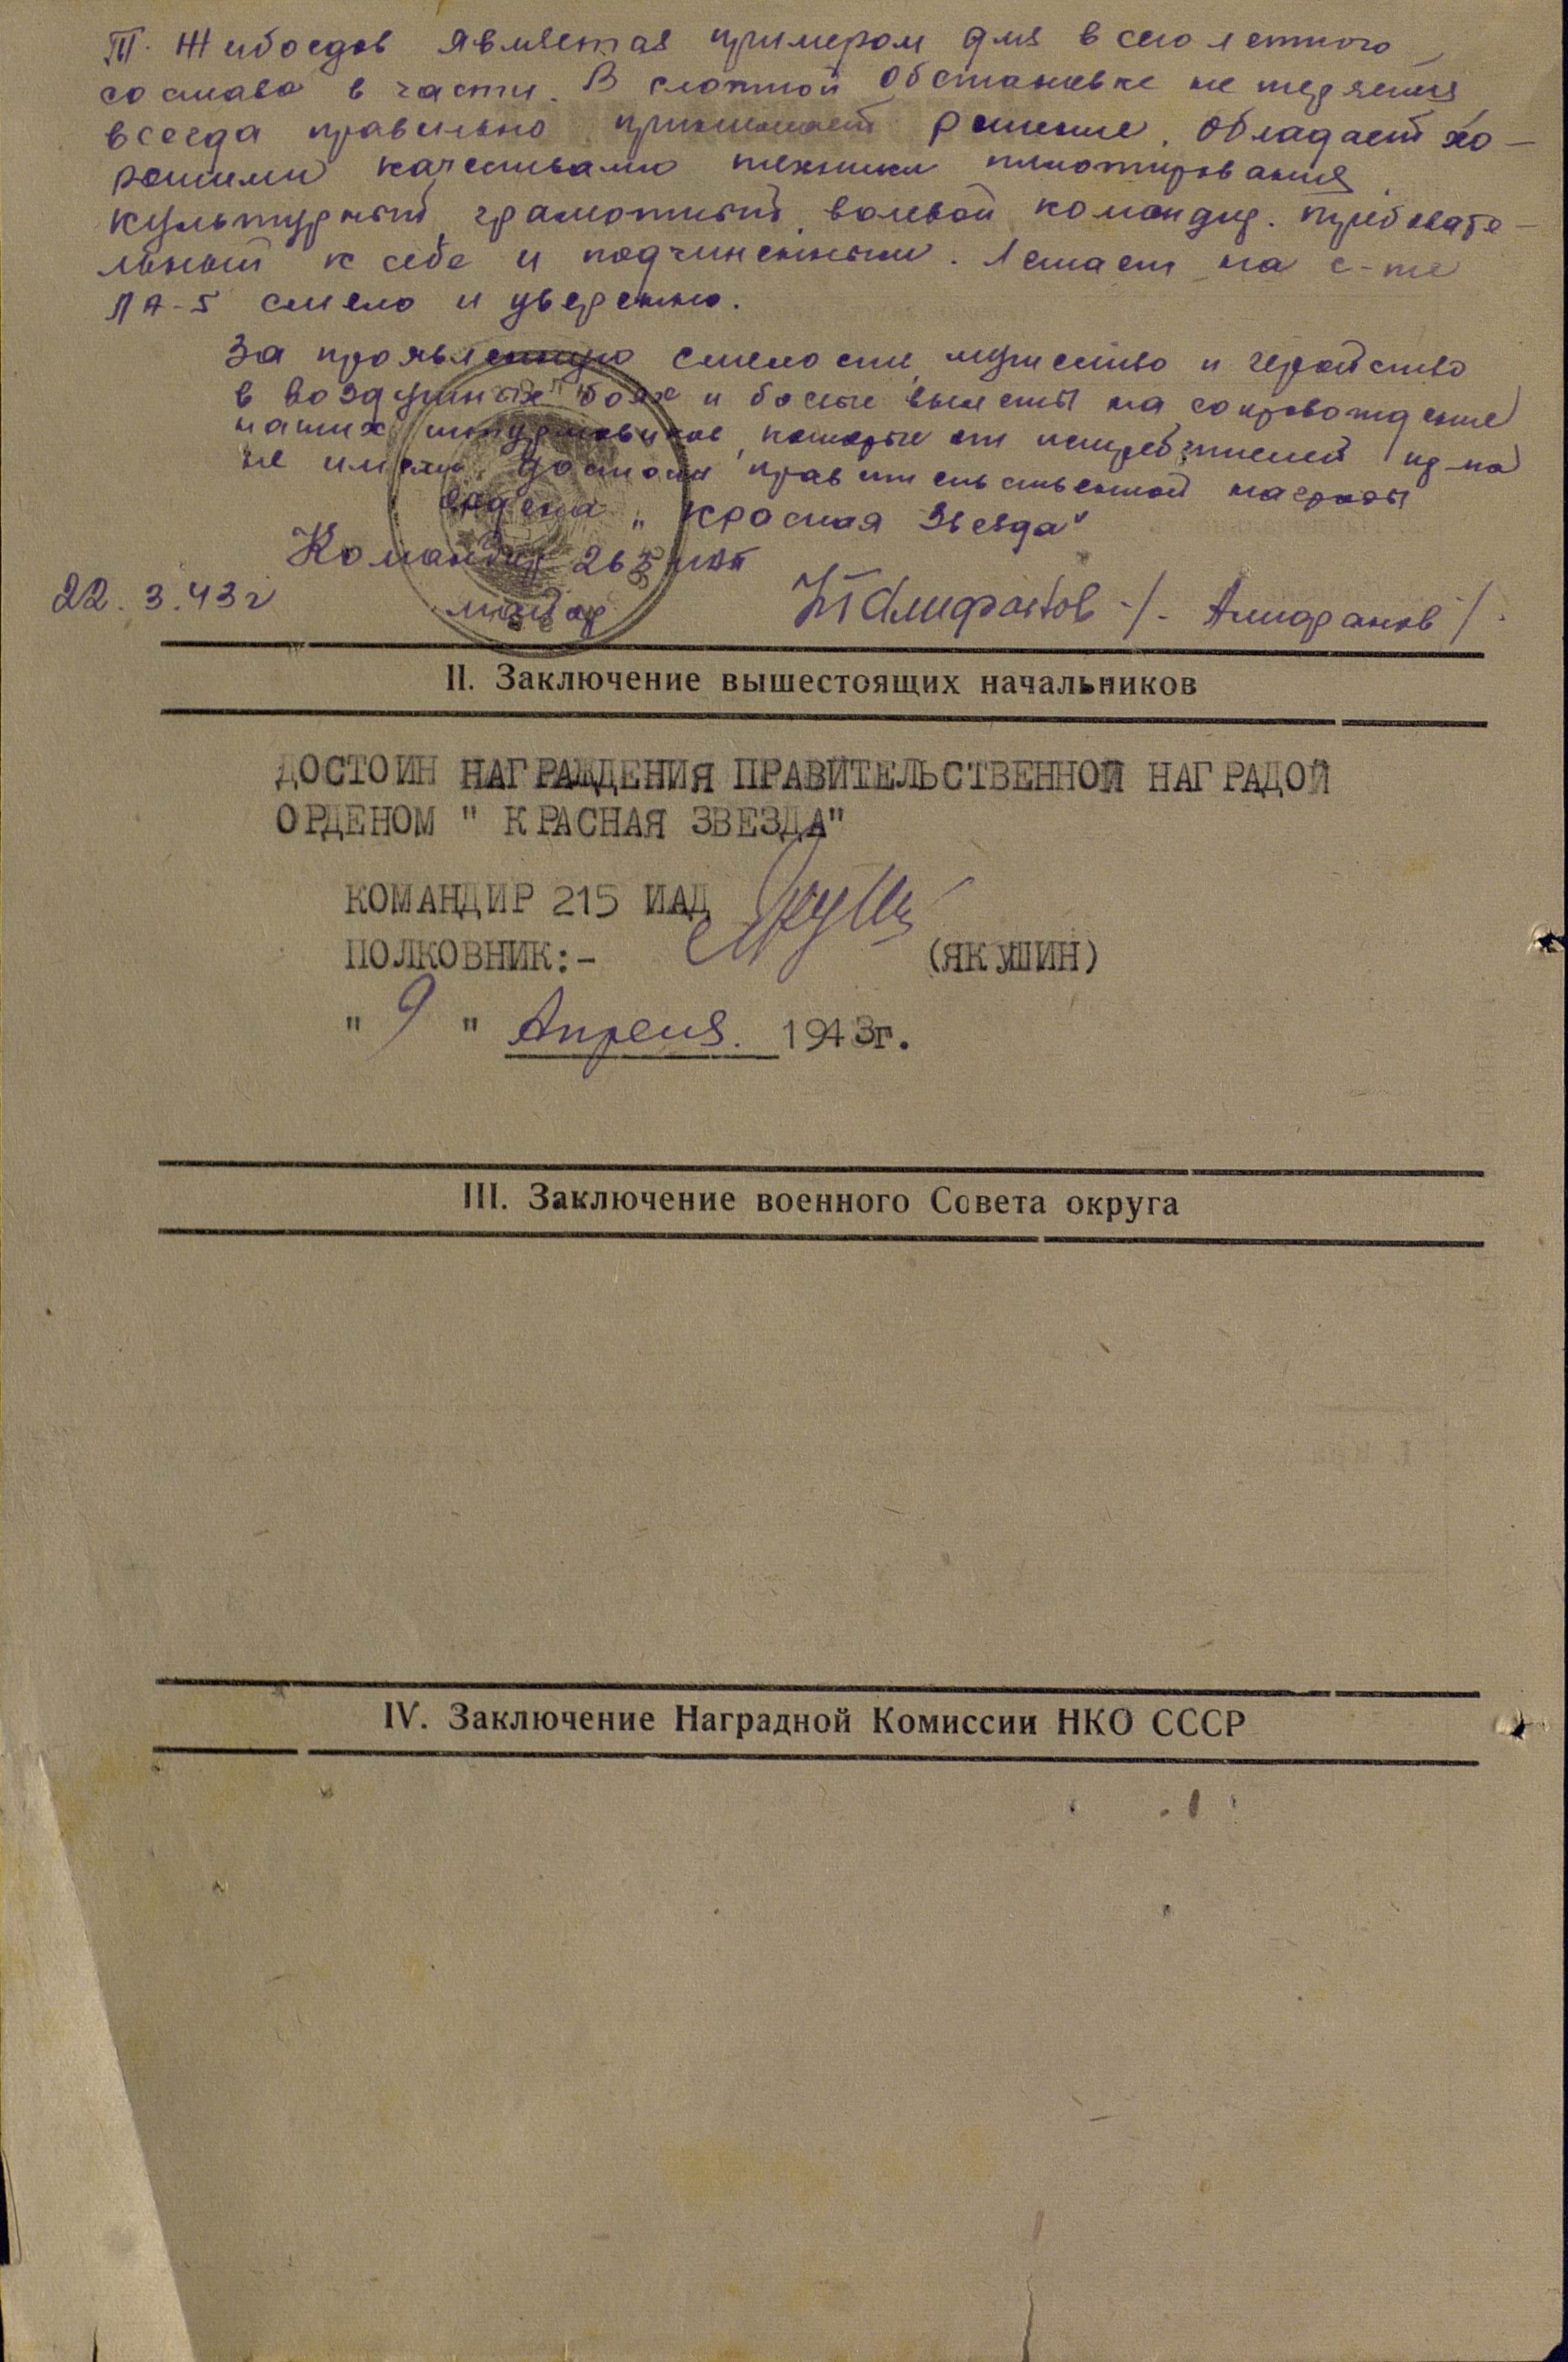 Т. Жибоедов является примером для всего летного
состава в части. В сложной обстановке не теряется
всегда правильно принимает решение. Обладает хо-
рошими качествами техники пилотирования.
культурный, грамотный, волевой командир. требовате-
льный к себе и подчиненным. Летает на с-те
ЛА-5 смело и уверенно.
За проявленную смелость, мужество и геройство
в воздушных боях и боевые вылеты на сопровождение
наших штурмовиков, которые от истребителей пр-ка
не имели достоин правительственной награды
ордена "Красная Звезда"
Командир 263 иап
22.3.43г майор /-Алифанов/.
II. Заключение вышестоящих начальников
ДОСТОИН НАГРАЖДЕНИЯ ПРАВИТЕЛЬСТВЕННОЙ НАГРАДОЙ
ОРДЕНОМ " КРАСНАЯ ЗВЕЗДА"
КОМАНДИР 215 ИАД
ПОЛКОВНИК:- (ЯКУШИН)
" 9 " Апреля. 1943г.
III. Заключение военного Совета округа
IV. Заключение Наградной Комиссии НКО СССР